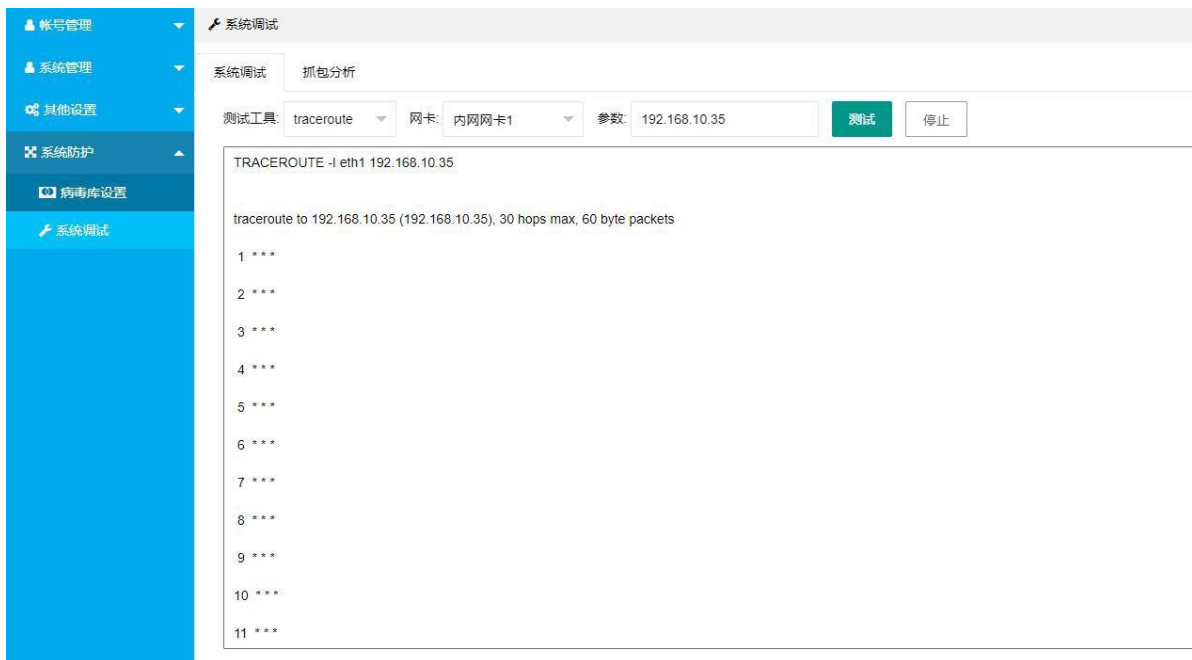 帐号管理
系统管理
其他设置
系统防护
病毒库设置
系统调试
系统调试
系统调试 抓包分析
测试工具: traceroute 网卡: 内网网卡1 参数: 192.168.10.35 测试 停止
TRACEROUTE -I eth1 192.168.10.35
traceroute to 192.168.10.35 (192.168.10.35), 30 hops max, 60 byte packets
1 * * *
2 * * *
3 * * *
4 * * *
5 * * *
6 * * *
7 * * *
8 * * *
9 * * *
10 * * *
11 * * *